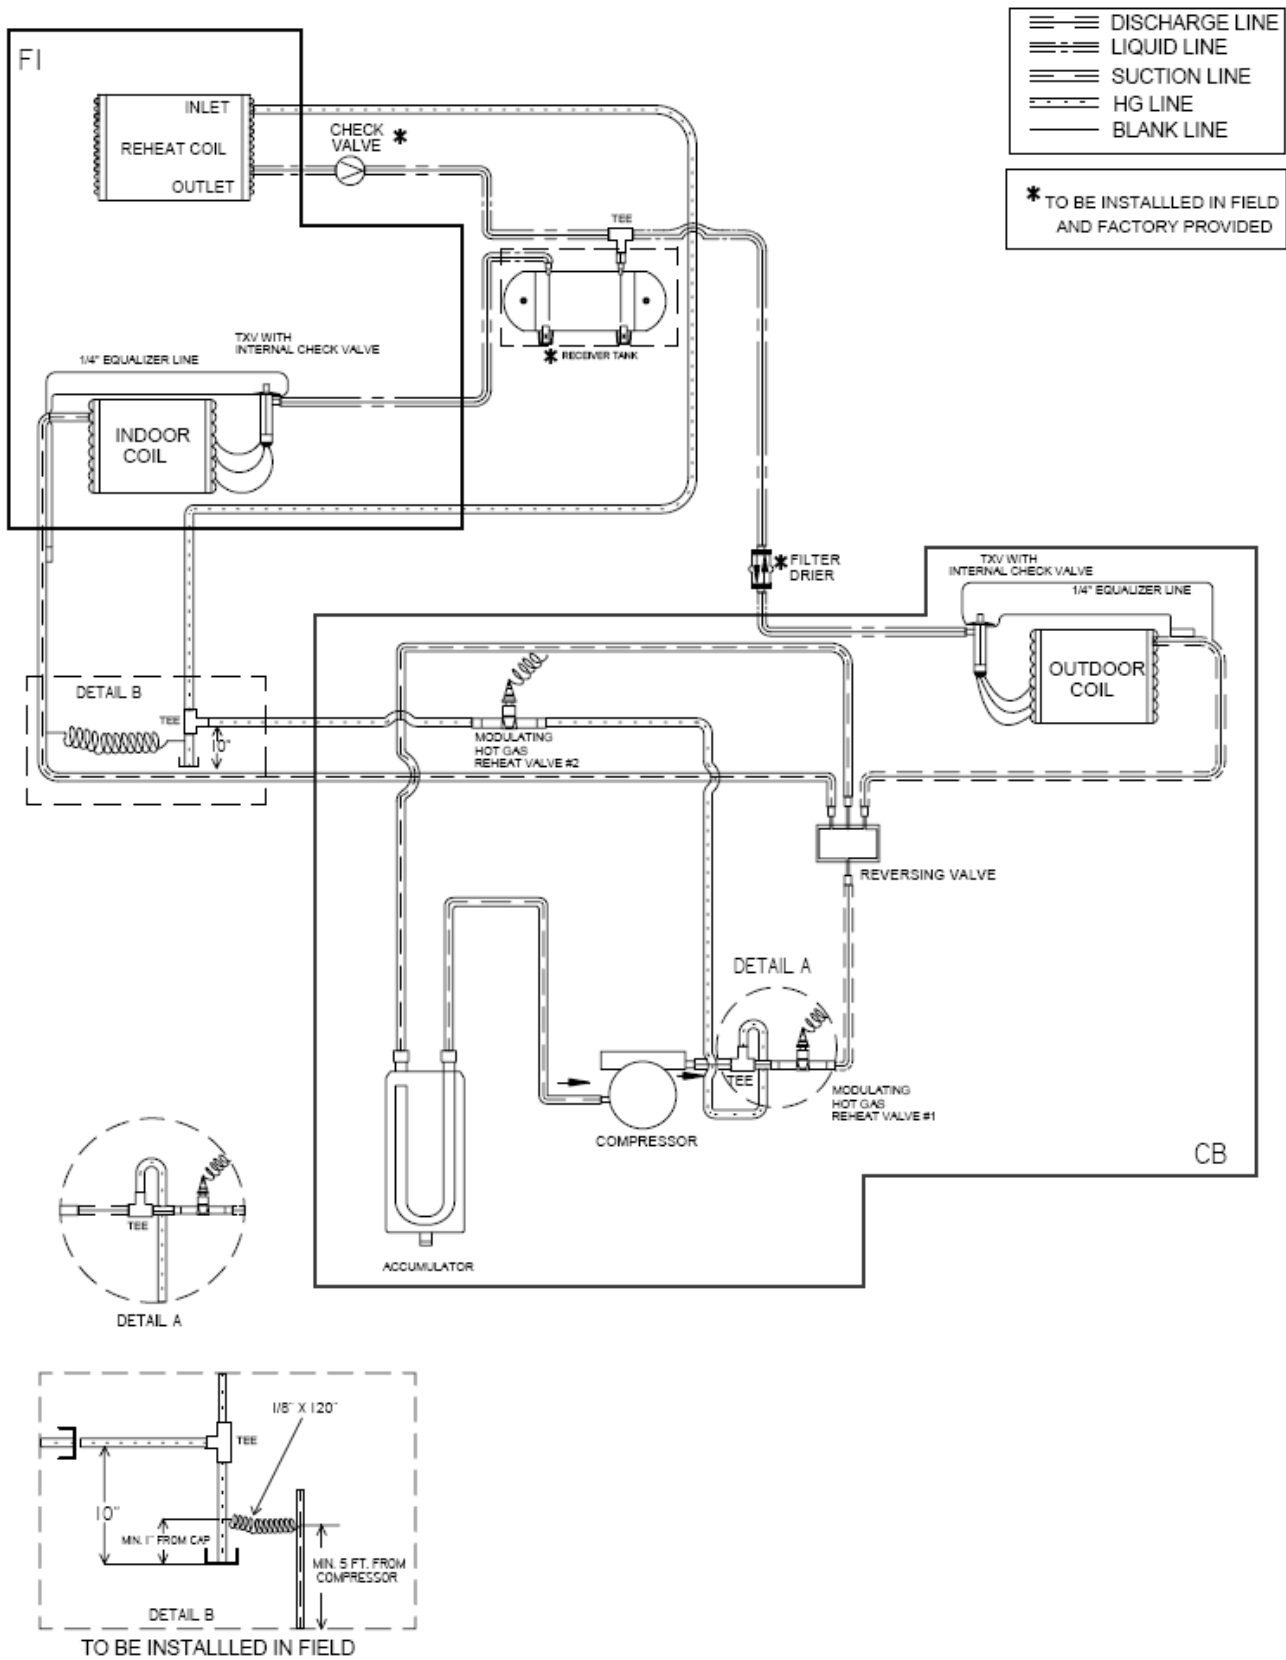 DISCHARGE LINE
LIQUID LINE
SUCTION LINE
HG LINE
BLANK LINE
* TO BE INSTALLLED IN FIELD
AND FACTORY PROVIDED
FI
INLET
REHEAT COIL
OUTLET
CHECK
VALVE *
TEE
* RECEIVER TANK
TXV WITH
INTERNAL CHECK VALVE
1/4" EQUALIZER LINE
INDOOR
COIL
* FILTER
DRIER
TXV WITH
INTERNAL CHECK VALVE
1/4" EQUALIZER LINE
OUTDOOR
COIL
DETAIL B
TEE
10"
MODULATING
HOT GAS
REHEAT VALVE #2
REVERSING VALVE
DETAIL A
TEE
MODULATING
HOT GAS
REHEAT VALVE #1
COMPRESSOR
CB
ACCUMULATOR
TEE
DETAIL A
1/8" X 120"
TEE
10"
MIN. 1" FROM CAP
MIN. 5 FT. FROM
COMPRESSOR
DETAIL B
TO BE INSTALLLED IN FIELD